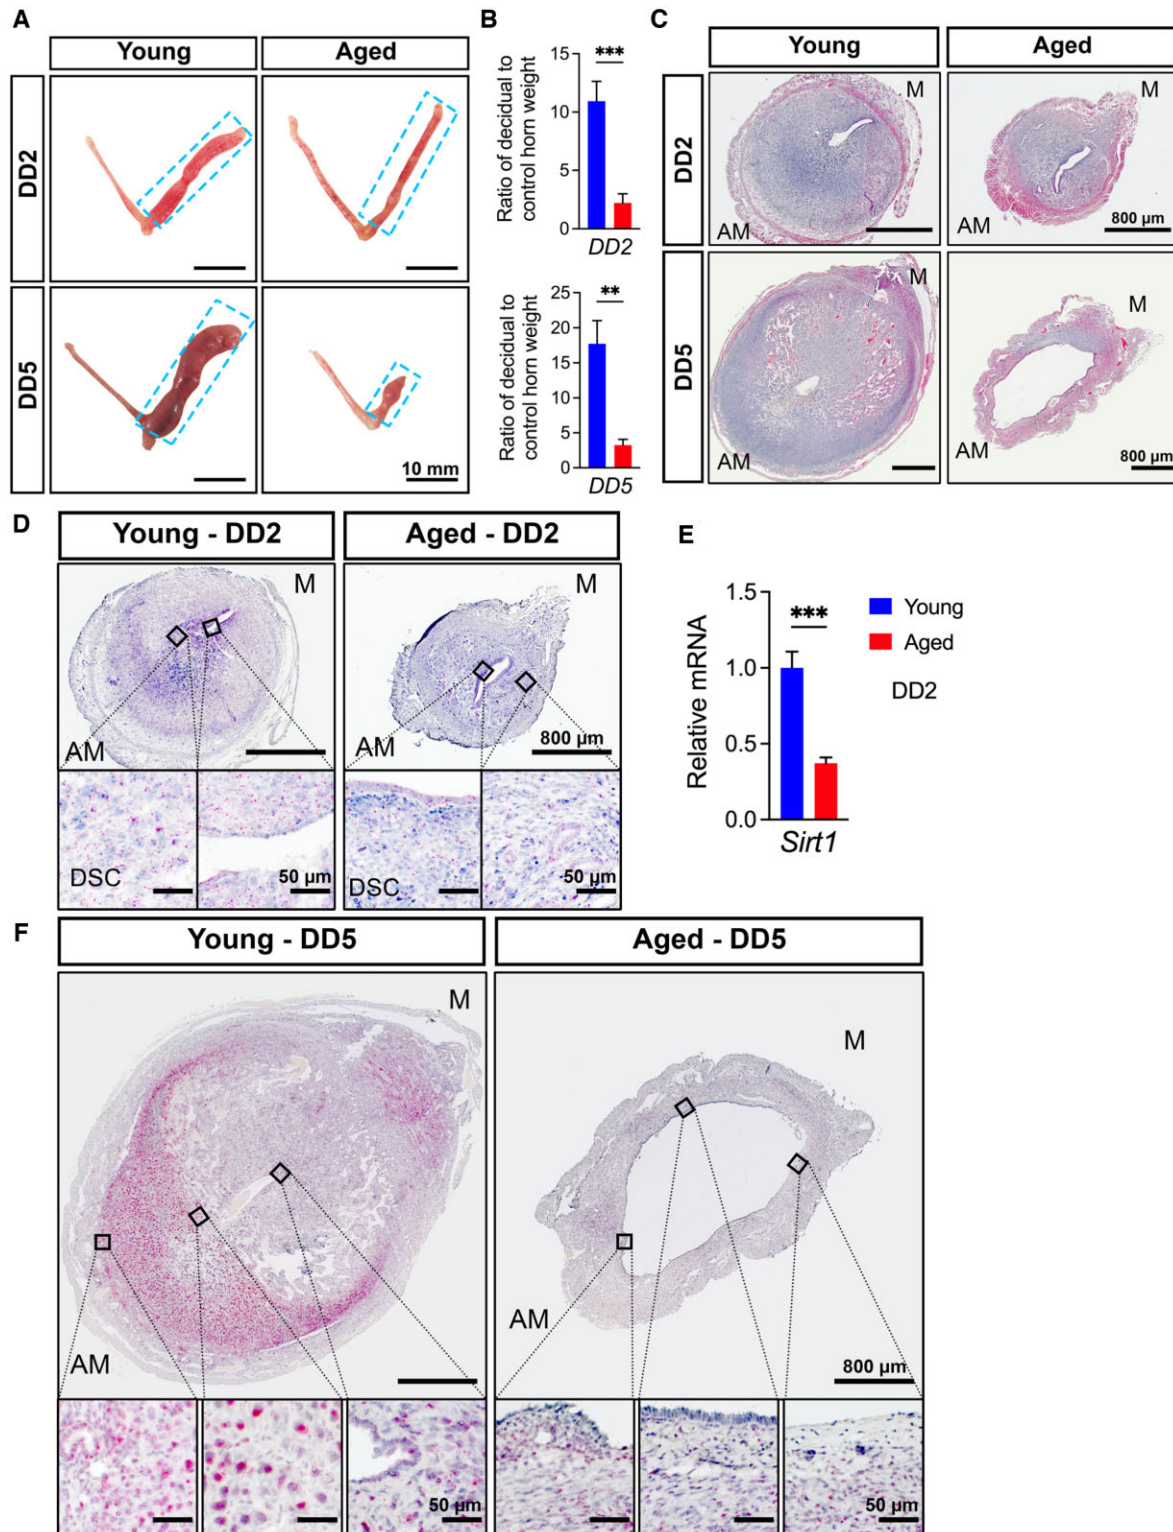 A
Young
Aged
DD2
DD5
10 mm
B
Ratio of decidual to
control horn weight
15
10
5
0
***
DD2
Ratio of decidual to
control horn weight
25
20
15
10
5
0
**
DD5
C
Young
Aged
DD2
DD5
M
AM
M
AM
800 µm
M
AM
M
AM
800 µm
D
Young - DD2
Aged - DD2
M
AM
M
AM
800 µm
DSC
50 µm
DSC
50 µm
E
Relative mRNA
1.5
1.0
0.5
0.0
***
Sirt1
Young
Aged
DD2
F
Young - DD5
Aged - DD5
M
AM
M
AM
800 µm
50 µm
50 µm